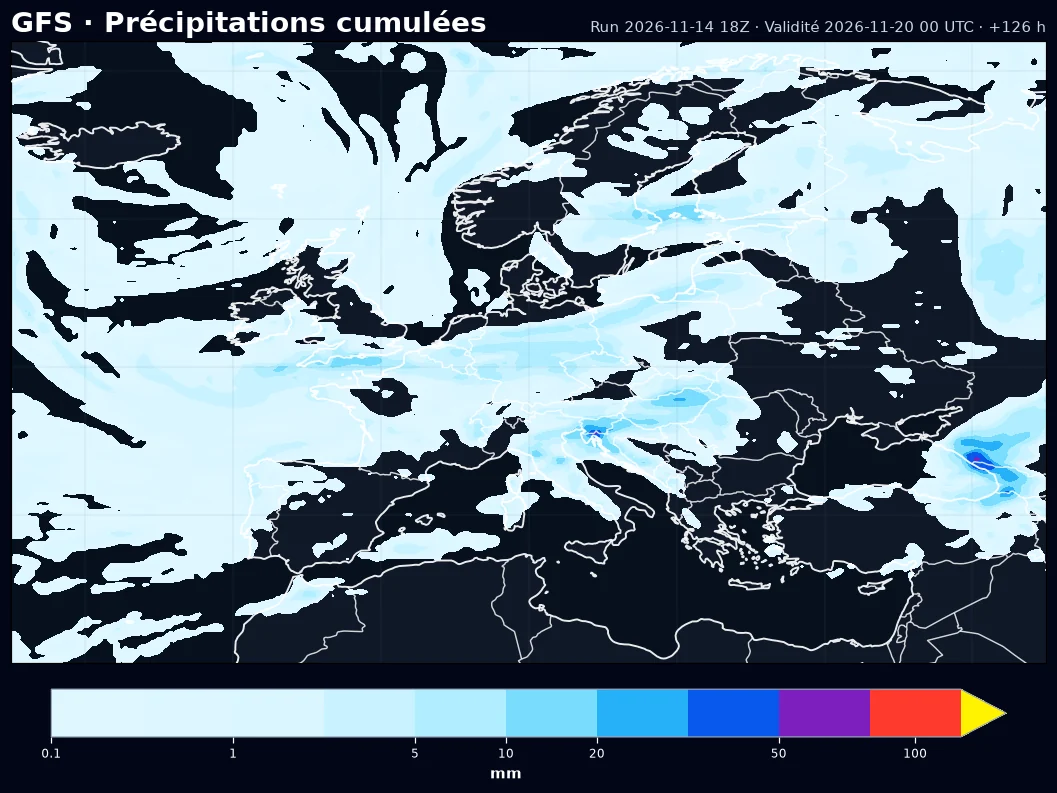 GFS · Précipitations cumulées
Run 2026-11-14 18Z · Validité 2026-11-20 00 UTC · +126 h
0.1 1 5 10 20 50 100
mm